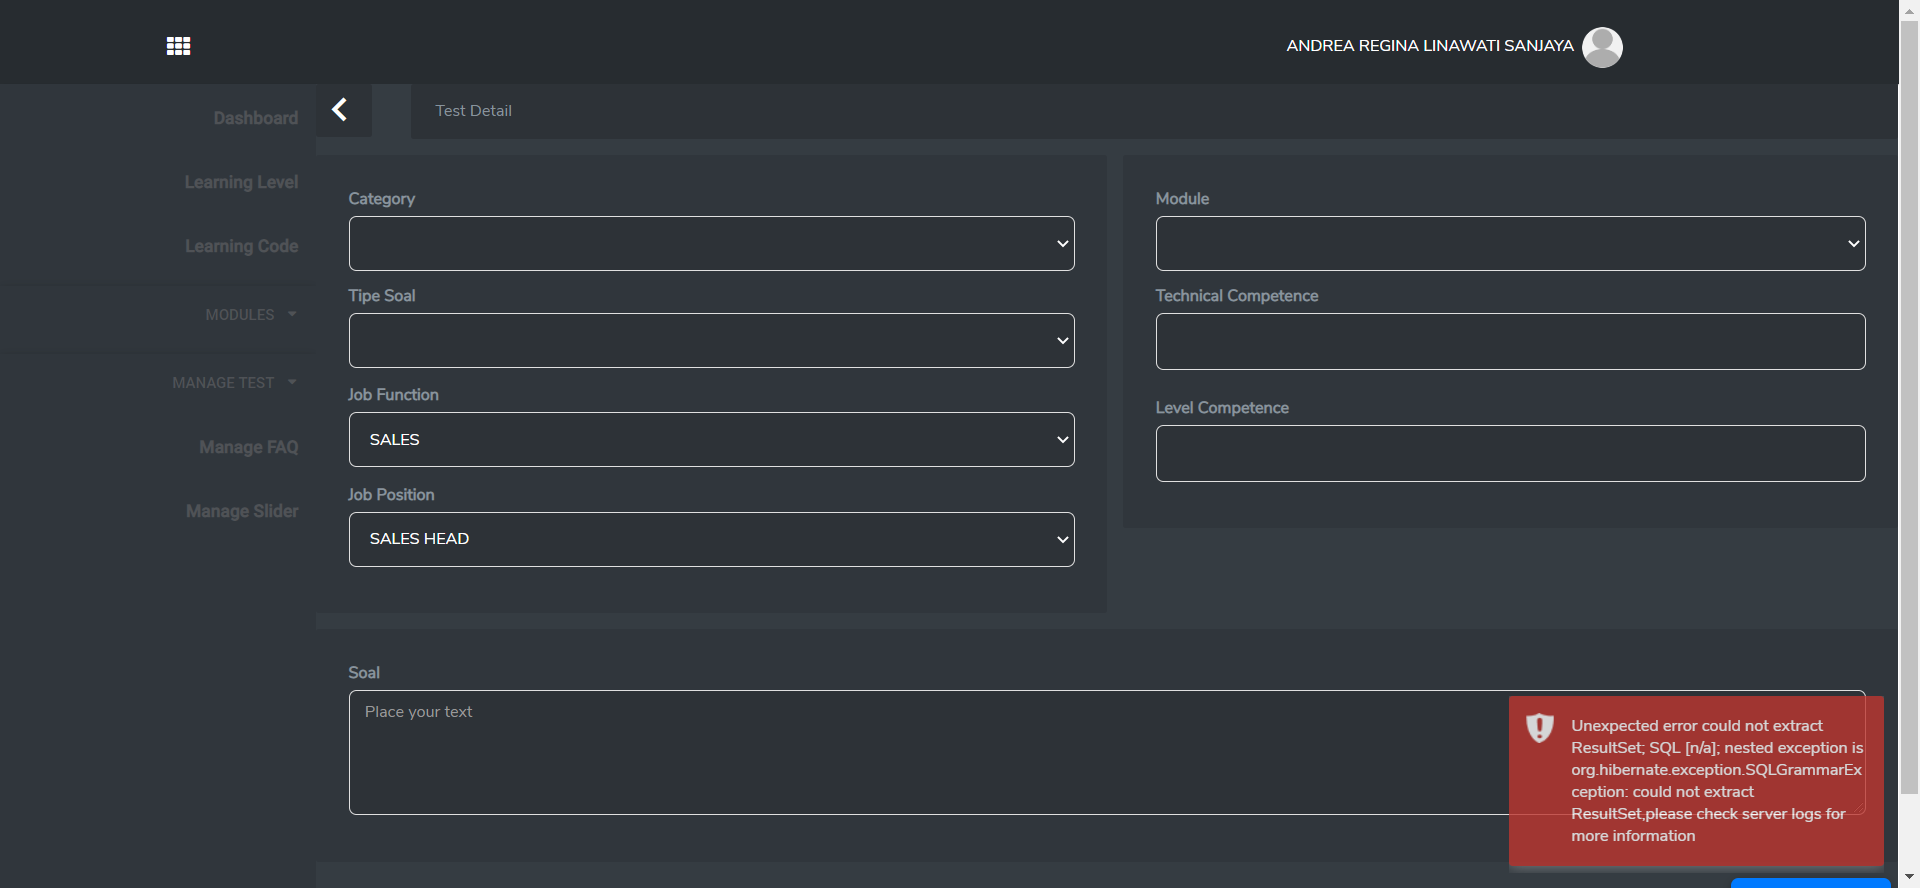 ANDREA REGINA LINAWATI SANJAYA
Dashboard
Learning Level
Learning Code
MODULES
MANAGE TEST
Manage FAQ
Manage Slider
Test Detail
Category
Tipe Soal
Job Function
SALES
Job Position
SALES HEAD
Module
Technical Competence
Level Competence
Soal
Place your text
Unexpected error could not extract
ResultSet; SQL [n/a]; nested exception is
org.hibernate.exception.SQLGrammarEx
ception: could not extract
ResultSet,please check server logs for
more information